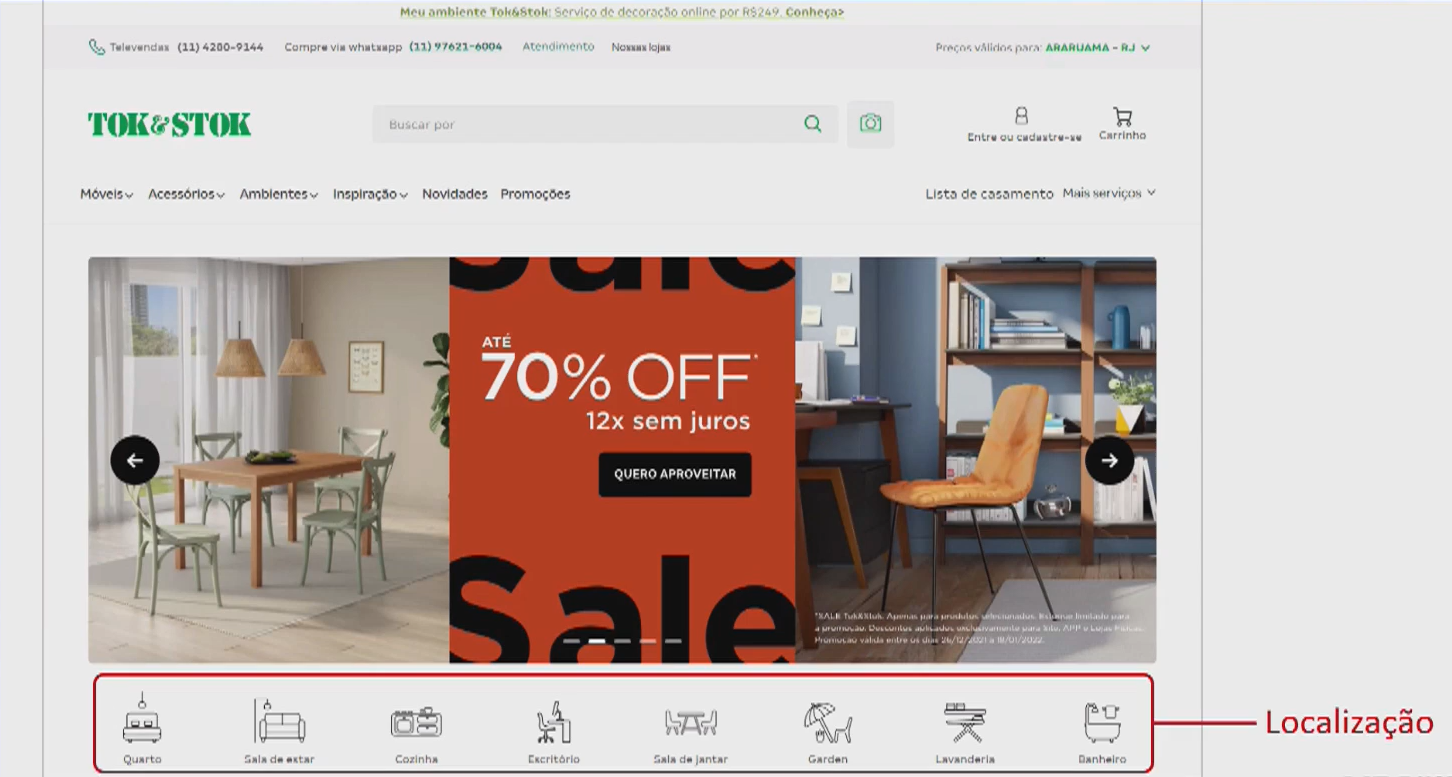 Meu ambiente Tok&Stok: Serviço de decoração online por R$249. Conheça>
Televendas (11) 4200-9144 Compre via whatsapp (11) 97621-6004 Atendimento Nossas lojas Preços válidos para: ARARUAMA - RJ
TOK&STOK
Buscar por
Entre ou cadastre-se Carrinho
Móveis Acessórios Ambientes Inspiração Novidades Promoções Lista de casamento Mais serviços
Sale
ATÉ
70% OFF*
12x sem juros
QUERO APROVEITAR
Sale
*SALE Tok&Stok. Apenas para produtos selecionados. Estoque limitado para
a promoção. Descontos aplicados exclusivamente para Site, APP e Lojas Físicas.
Promoção válida entre os dias 26/12/2021 a 18/01/2022.
Quarto Sala de estar Cozinha Escritório Sala de jantar Garden Lavanderia Banheiro
Localização